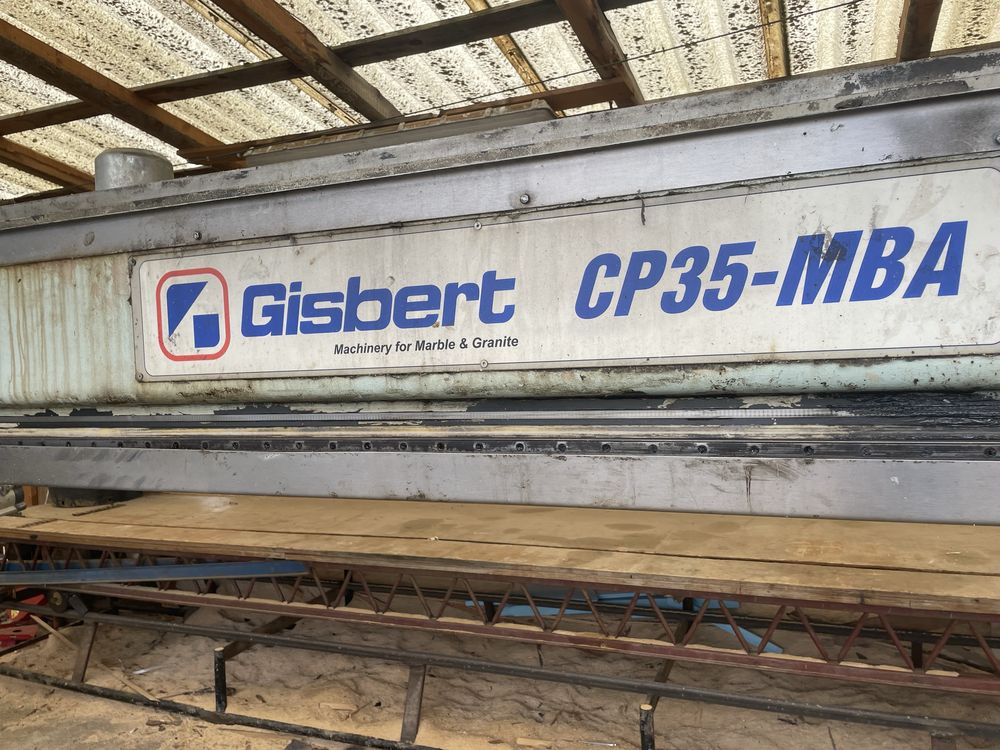 Gisbert CP35-MBA
Machinery for Marble & Granite